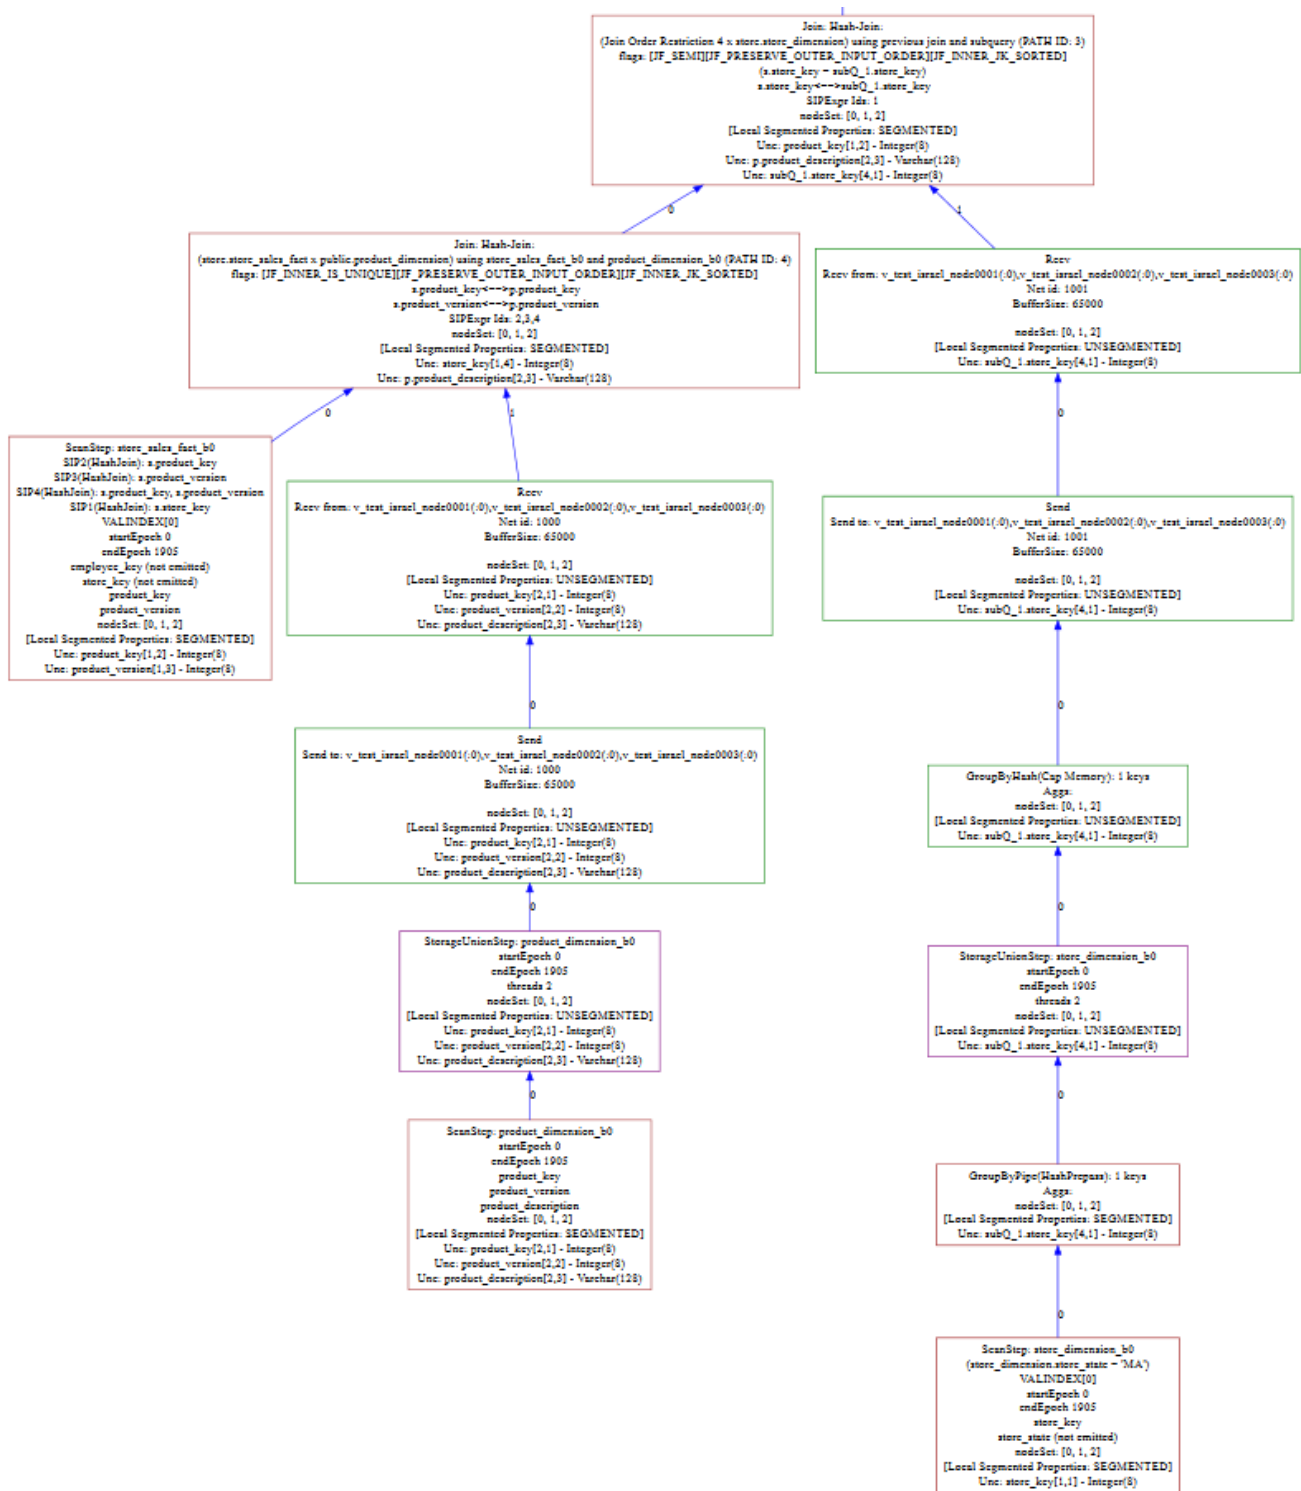 Join: Hash-Join:
(Join Order Restriction 4 x store.store_dimension) using previous join and subquery (PATH ID: 3)
flags: [JF_SEMI][JF_PRESERVE_OUTER_INPUT_ORDER][JF_INNER_JK_SORTED]
(s.store_key = subQ_1.store_key)
s.store_key<-->subQ_1.store_key
SIPExpr Ids: 1
nodeSet: [0, 1, 2]
[Local Segmented Properties: SEGMENTED]
Unc: product_key[1,2] - Integer(8)
Unc: p.product_description[2,3] - Varchar(128)
Unc: subQ_1.store_key[4,1] - Integer(8)
0
1
Join: Hash-Join:
(store.store_sales_fact x public.product_dimension) using store_sales_fact_b0 and product_dimension_b0 (PATH ID: 4)
flags: [JF_INNER_IS_UNIQUE][JF_PRESERVE_OUTER_INPUT_ORDER][JF_INNER_JK_SORTED]
s.product_key<-->p.product_key
s.product_version<-->p.product_version
SIPExpr Ids: 2,3,4
nodeSet: [0, 1, 2]
[Local Segmented Properties: SEGMENTED]
Unc: store_key[1,4] - Integer(8)
Unc: p.product_description[2,3] - Varchar(128)
Recv
Recv from: v_test_israel_node0001(:0),v_test_israel_node0002(:0),v_test_israel_node0003(:0)
Net id: 1001
BufferSize: 65000
nodeSet: [0, 1, 2]
[Local Segmented Properties: UNSEGMENTED]
Unc: subQ_1.store_key[4,1] - Integer(8)
0
1
0
ScanStep: store_sales_fact_b0
SIP2(HashJoin): s.product_key
SIP3(HashJoin): s.product_version
SIP4(HashJoin): s.product_key, s.product_version
SIP1(HashJoin): s.store_key
VALINDEX[0]
startEpoch 0
endEpoch 1905
employee_key (not emitted)
store_key (not emitted)
product_key
product_version
nodeSet: [0, 1, 2]
[Local Segmented Properties: SEGMENTED]
Unc: product_key[1,2] - Integer(8)
Unc: product_version[1,3] - Integer(8)
Recv
Recv from: v_test_israel_node0001(:0),v_test_israel_node0002(:0),v_test_israel_node0003(:0)
Net id: 1000
BufferSize: 65000
nodeSet: [0, 1, 2]
[Local Segmented Properties: UNSEGMENTED]
Unc: product_key[2,1] - Integer(8)
Unc: product_version[2,2] - Integer(8)
Unc: product_description[2,3] - Varchar(128)
Send
Send to: v_test_israel_node0001(:0),v_test_israel_node0002(:0),v_test_israel_node0003(:0)
Net id: 1001
BufferSize: 65000
nodeSet: [0, 1, 2]
[Local Segmented Properties: UNSEGMENTED]
Unc: subQ_1.store_key[4,1] - Integer(8)
0
0
Send
Send to: v_test_israel_node0001(:0),v_test_israel_node0002(:0),v_test_israel_node0003(:0)
Net id: 1000
BufferSize: 65000
nodeSet: [0, 1, 2]
[Local Segmented Properties: UNSEGMENTED]
Unc: product_key[2,1] - Integer(8)
Unc: product_version[2,2] - Integer(8)
Unc: product_description[2,3] - Varchar(128)
GroupByHash(Cap Memory): 1 keys
Aggs:
nodeSet: [0, 1, 2]
[Local Segmented Properties: UNSEGMENTED]
Unc: subQ_1.store_key[4,1] - Integer(8)
0
0
StorageUnionStep: product_dimension_b0
startEpoch 0
endEpoch 1905
threads 2
nodeSet: [0, 1, 2]
[Local Segmented Properties: UNSEGMENTED]
Unc: product_key[2,1] - Integer(8)
Unc: product_version[2,2] - Integer(8)
Unc: product_description[2,3] - Varchar(128)
StorageUnionStep: store_dimension_b0
startEpoch 0
endEpoch 1905
threads 2
nodeSet: [0, 1, 2]
[Local Segmented Properties: UNSEGMENTED]
Unc: subQ_1.store_key[4,1] - Integer(8)
0
0
ScanStep: product_dimension_b0
startEpoch 0
endEpoch 1905
product_key
product_version
product_description
nodeSet: [0, 1, 2]
[Local Segmented Properties: SEGMENTED]
Unc: product_key[2,1] - Integer(8)
Unc: product_version[2,2] - Integer(8)
Unc: product_description[2,3] - Varchar(128)
GroupByPipe(HashPrepass): 1 keys
Aggs:
nodeSet: [0, 1, 2]
[Local Segmented Properties: SEGMENTED]
Unc: subQ_1.store_key[4,1] - Integer(8)
0
ScanStep: store_dimension_b0
(store_dimension.store_state = 'MA')
VALINDEX[0]
startEpoch 0
endEpoch 1905
store_key
store_state (not emitted)
nodeSet: [0, 1, 2]
[Local Segmented Properties: SEGMENTED]
Unc: store_key[1,1] - Integer(8)